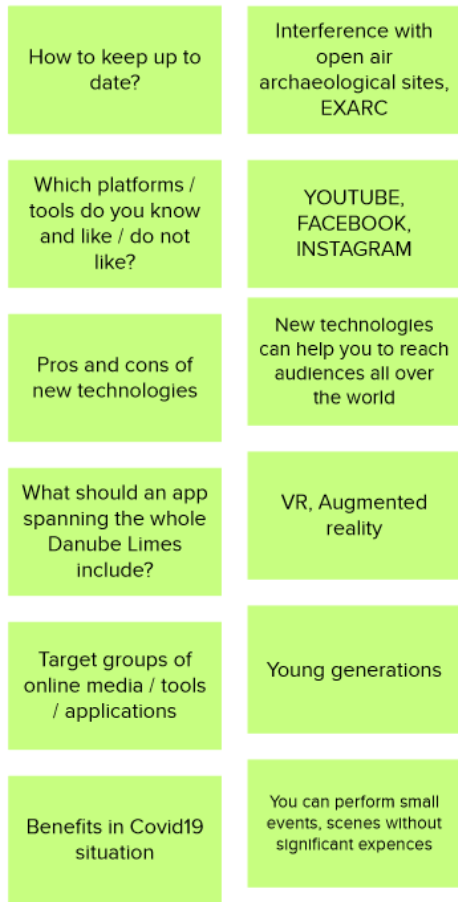 How to keep up to
date?
Interference with
open air
archaeological sites,
EXARC
Which platforms /
tools do you know
and like / do not
like?
YOUTUBE,
FACEBOOK,
INSTAGRAM
Pros and cons of
new technologies
New technologies
can help you to reach
audiences all over
the world
What should an app
spanning the whole
Danube Limes
include?
VR, Augmented
reality
Target groups of
online media / tools
/ applications
Young generations
Benefits in Covid19
situation
You can perform small
events, scenes without
significant expences